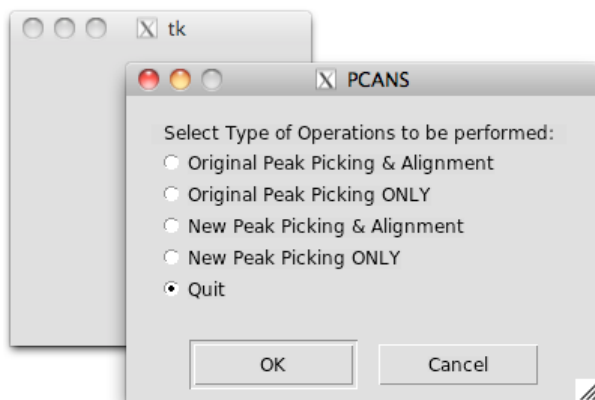 tk
PCANS
Select Type of Operations to be performed:
Original Peak Picking & Alignment
Original Peak Picking ONLY
New Peak Picking & Alignment
New Peak Picking ONLY
Quit
OK Cancel